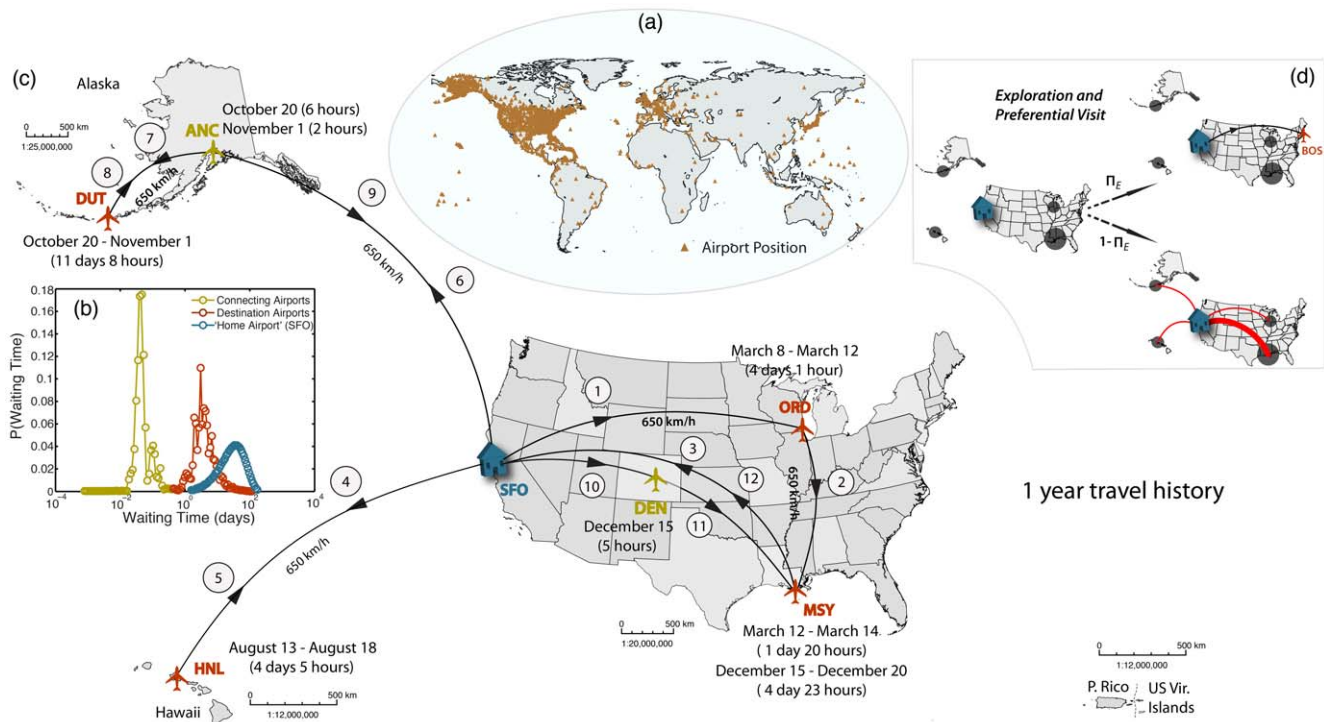 (a)
Airport Position
(c)
Alaska
0 500 km
1:25,000,000
ANC
October 20 (6 hours)
November 1 (2 hours)
7
8
650 km/h
DUT
October 20 - November 1
(11 days 8 hours)
9
650 km/h
6
(d)
Exploration and
Preferential Visit
BOS
Π_E
1-Π_E
(b)
Connecting Airports
Destination Airports
'Home Airport' (SFO)
P(Waiting Time)
0.18
0.16
0.14
0.12
0.1
0.08
0.06
0.04
0.02
0
10⁻⁴
10⁻²
10⁰
10²
10⁴
Waiting Time (days)
March 8 - March 12
(4 days 1 hour)
ORD
1
650 km/h
3
650 km/h
2
SFO
10
DEN
12
December 15
(5 hours)
11
MSY
March 12 - March 14
( 1 day 20 hours)
December 15 - December 20
( 4 day 23 hours)
0 500 km
1:20,000,000
4
650 km/h
5
HNL
August 13 - August 18
(4 days 5 hours)
Hawaii
0 500 km
1:12,000,000
1 year travel history
0 500 km
1:12,000,000
P. Rico
US Vir.
Islands